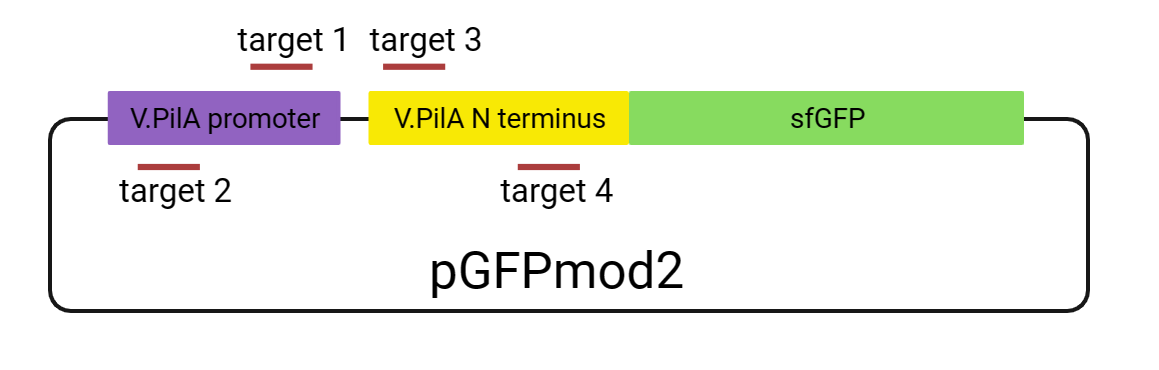 target 1
target 3
V.PilA promoter
V.PilA N terminus
sfGFP
target 2
target 4
pGFPmod2